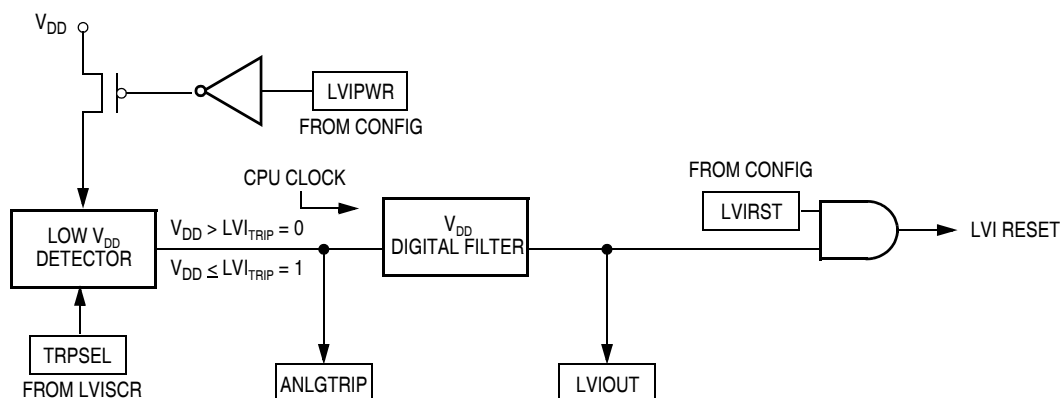 VDD
LVIPWR
FROM CONFIG
CPU CLOCK
FROM CONFIG
LVIRST
LOW VDD
DETECTOR
VDD > LVITRIP = 0
VDD ≤ LVITRIP = 1
VDD
DIGITAL FILTER
LVI RESET
TRPSEL
FROM LVISCR
ANLGTRIP
LVIOUT